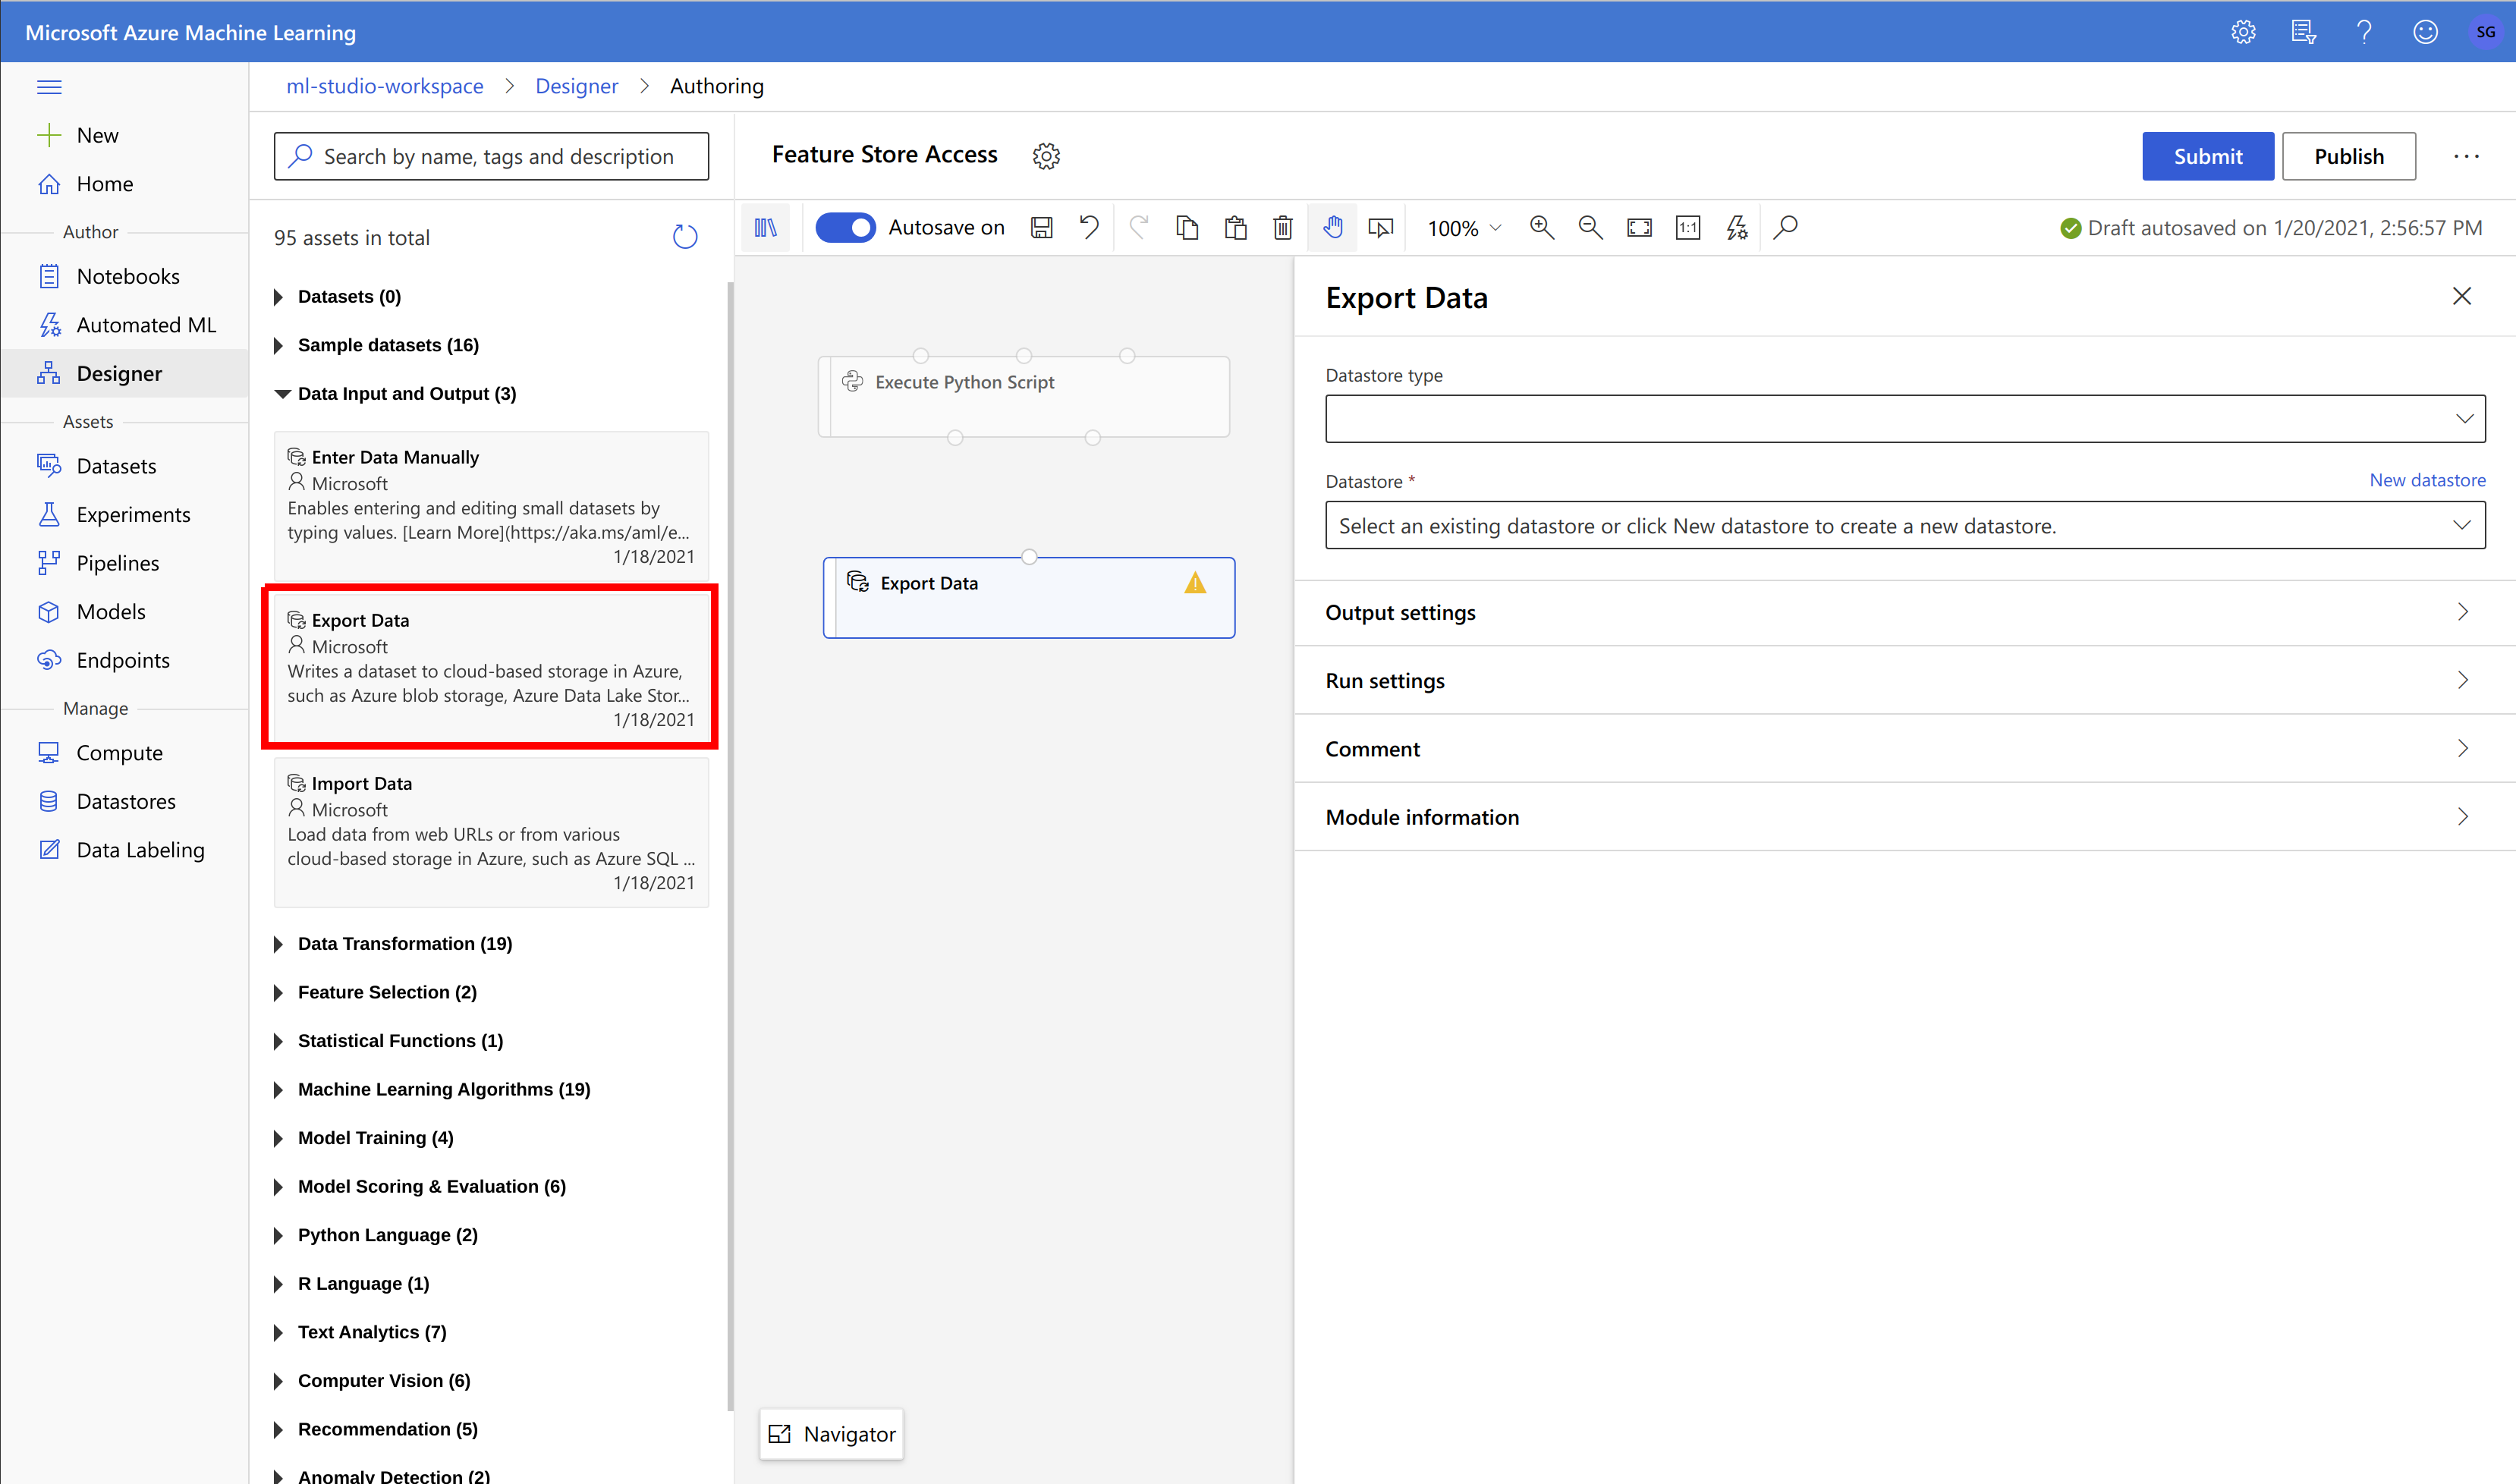 Microsoft Azure Machine Learning
SG
New
Home
Author
Notebooks
Automated ML
Designer
Assets
Datasets
Experiments
Pipelines
Models
Endpoints
Manage
Compute
Datastores
Data Labeling
ml-studio-workspace > Designer > Authoring
Search by name, tags and description
95 assets in total
Datasets (0)
Sample datasets (16)
Data Input and Output (3)
Enter Data Manually
Microsoft
Enables entering and editing small datasets by
typing values. [Learn More](https://aka.ms/aml/e...
1/18/2021
Export Data
Microsoft
Writes a dataset to cloud-based storage in Azure,
such as Azure blob storage, Azure Data Lake Stor...
1/18/2021
Import Data
Microsoft
Load data from web URLs or from various
cloud-based storage in Azure, such as Azure SQL ...
1/18/2021
Data Transformation (19)
Feature Selection (2)
Statistical Functions (1)
Machine Learning Algorithms (19)
Model Training (4)
Model Scoring & Evaluation (6)
Python Language (2)
R Language (1)
Text Analytics (7)
Computer Vision (6)
Recommendation (5)
Anomaly Detection (2)
Feature Store Access
Submit
Publish
Autosave on
100%
1:1
Draft autosaved on 1/20/2021, 2:56:57 PM
Execute Python Script
Export Data
Navigator
Export Data
Datastore type
Datastore *
New datastore
Select an existing datastore or click New datastore to create a new datastore.
Output settings
Run settings
Comment
Module information